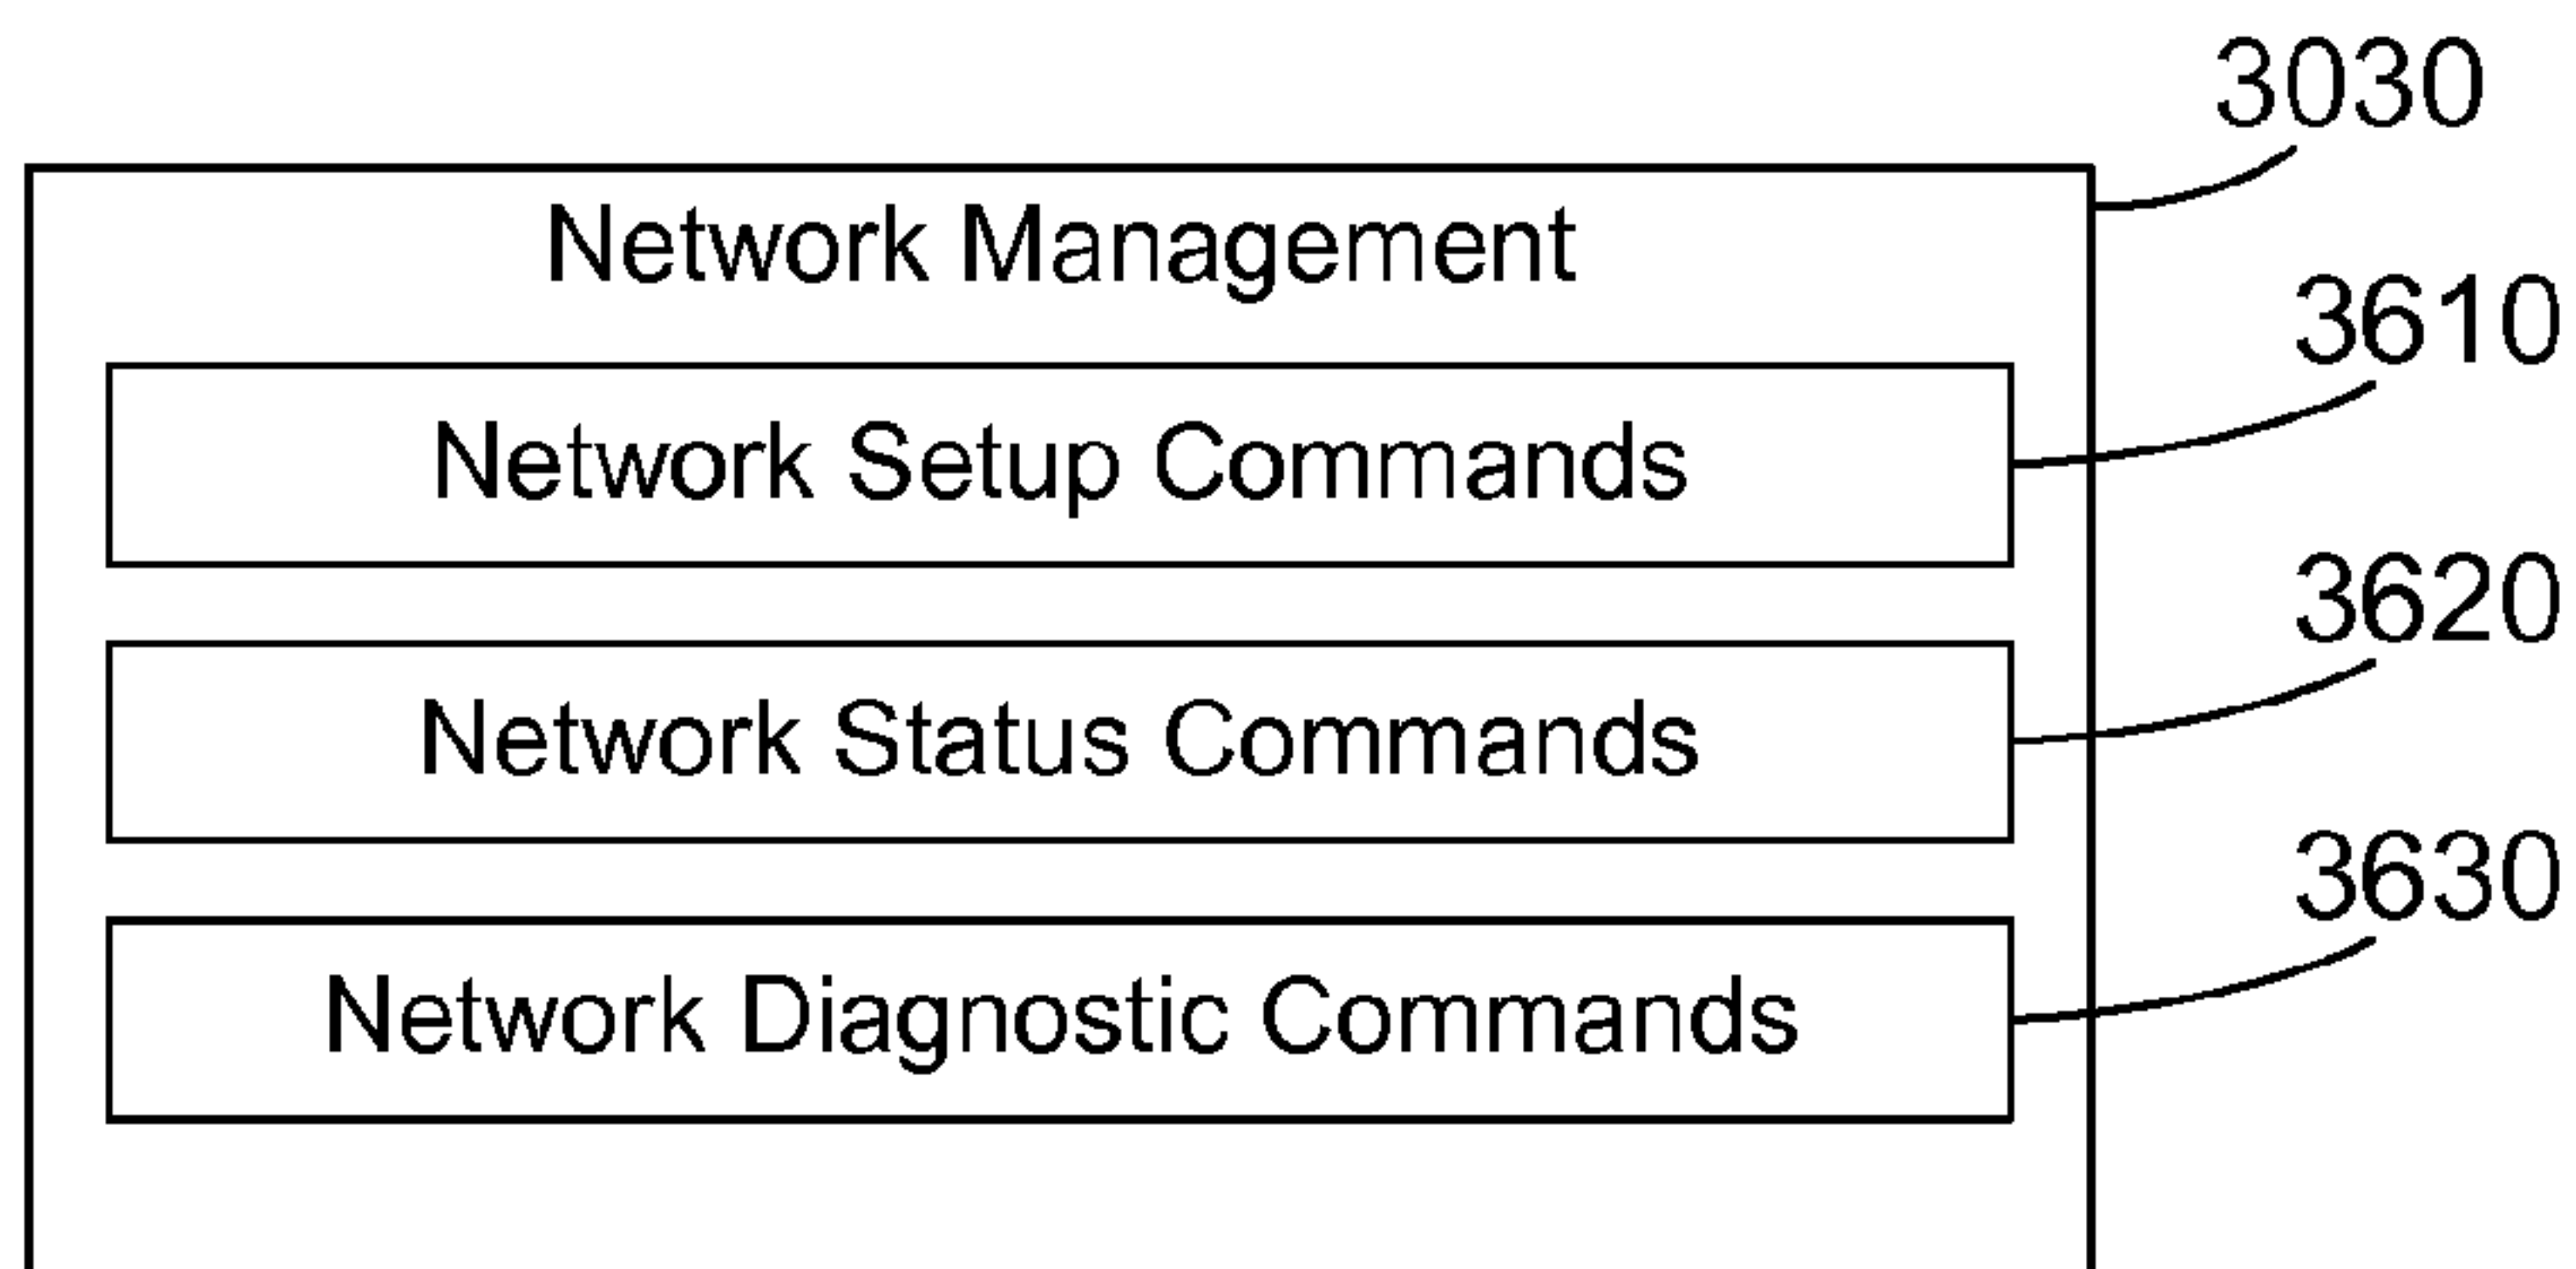 3030
Network Management
3610
Network Setup Commands
3620
Network Status Commands
3630
Network Diagnostic Commands